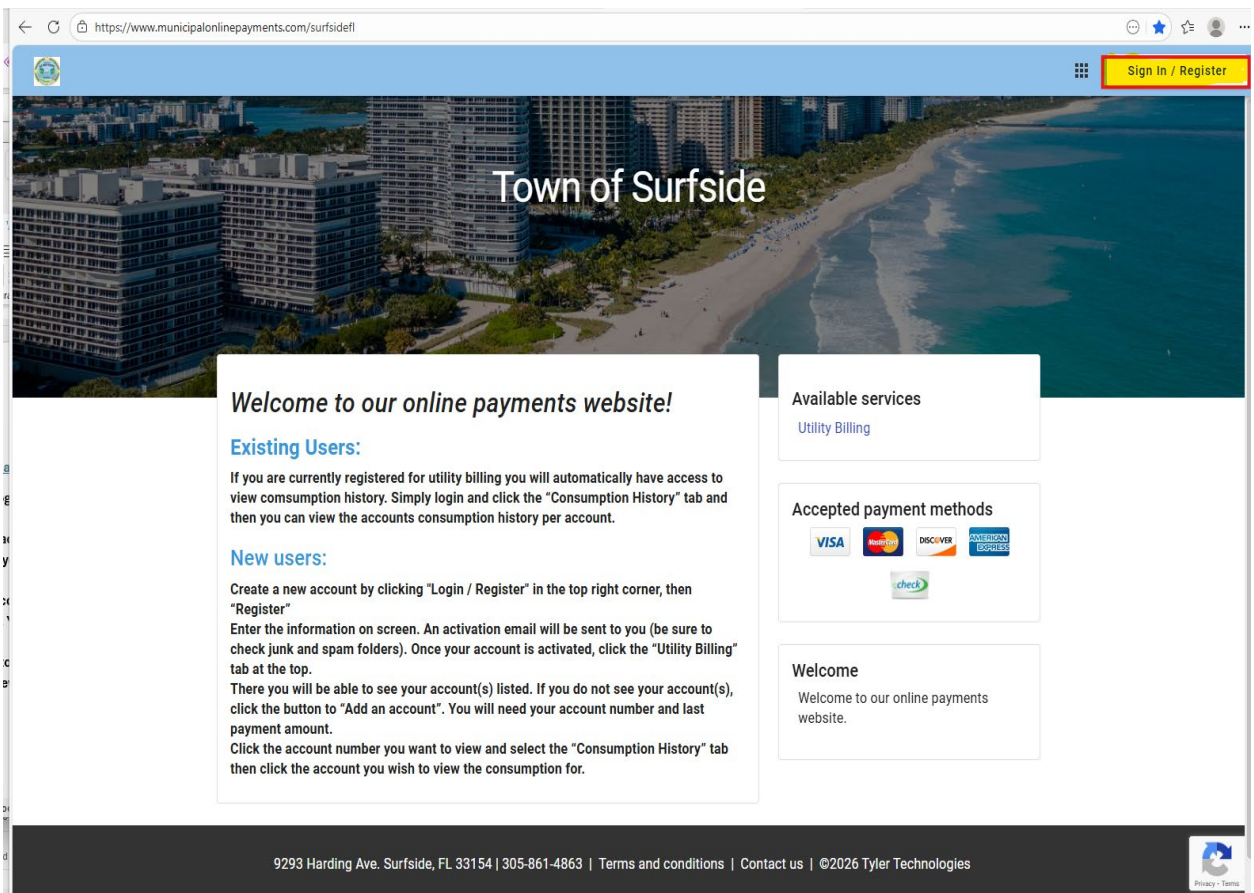 https://www.municipalonlinepayments.com/surfsidefl
Sign In / Register
Town of Surfside
Welcome to our online payments website!
Existing Users:
If you are currently registered for utility billing you will automatically have access to
view comsumption history. Simply login and click the “Consumption History” tab and
then you can view the accounts consumption history per account.
New users:
Create a new account by clicking "Login / Register" in the top right corner, then
“Register”
Enter the information on screen. An activation email will be sent to you (be sure to
check junk and spam folders). Once your account is activated, click the “Utility Billing”
tab at the top.
There you will be able to see your account(s) listed. If you do not see your account(s),
click the button to “Add an account”. You will need your account number and last
payment amount.
Click the account number you want to view and select the “Consumption History” tab
then click the account you wish to view the consumption for.
Available services
Utility Billing
Accepted payment methods
VISA
MasterCard
DISCOVER
AMERICAN
EXPRESS
check
Welcome
Welcome to our online payments
website.
9293 Harding Ave. Surfside, FL 33154 | 305-861-4863 | Terms and conditions | Contact us | ©2026 Tyler Technologies
Privacy - Terms